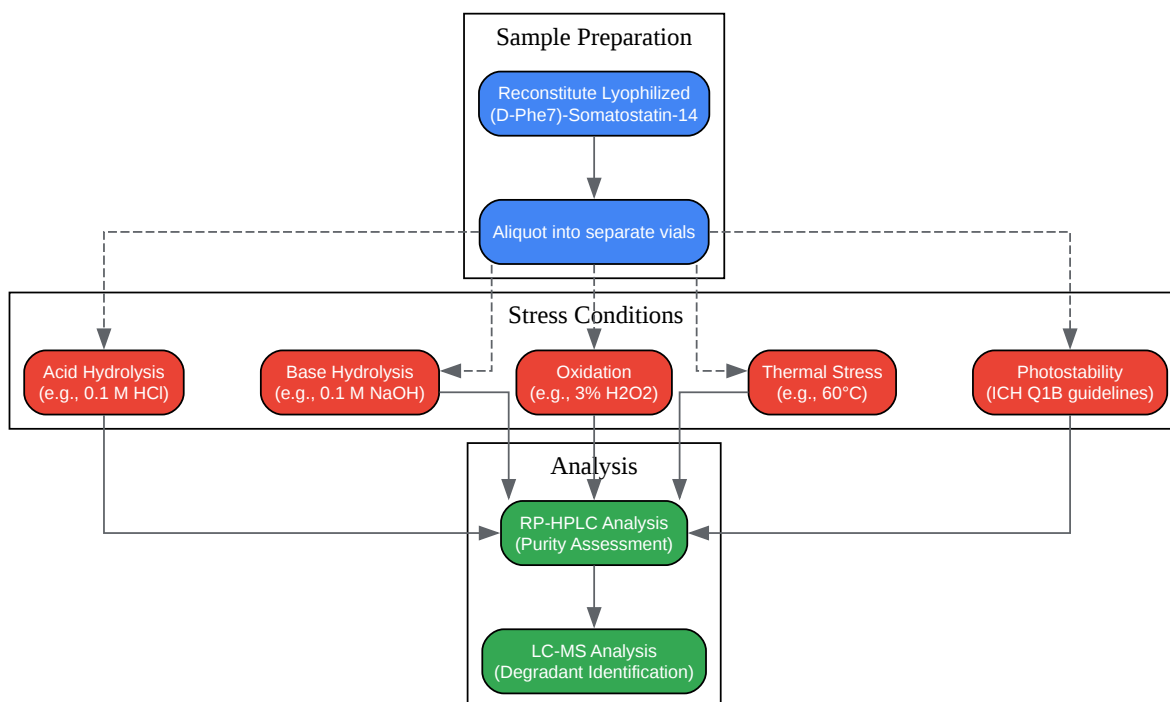 Sample Preparation
Reconstitute Lyophilized
(D-Phe7)-Somatostatin-14
Aliquot into separate vials
Stress Conditions
Acid Hydrolysis
(e.g., 0.1 M HCl)
Base Hydrolysis
(e.g., 0.1 M NaOH)
Oxidation
(e.g., 3% H2O2)
Thermal Stress
(e.g., 60°C)
Photostability
(ICH Q1B guidelines)
Analysis
RP-HPLC Analysis
(Purity Assessment)
LC-MS Analysis
(Degradant Identification)